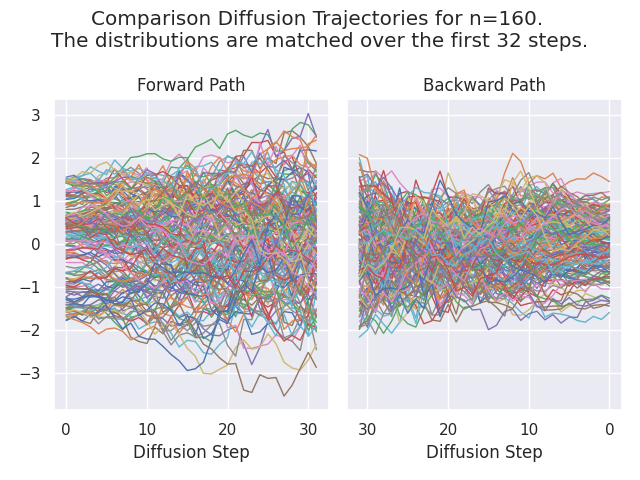 Comparison Diffusion Trajectories for n=160.
The distributions are matched over the first 32 steps.
Forward Path
Backward Path
3
2
1
0
−1
−2
−3
0 10 20 30
30 20 10 0
Diffusion Step
Diffusion Step